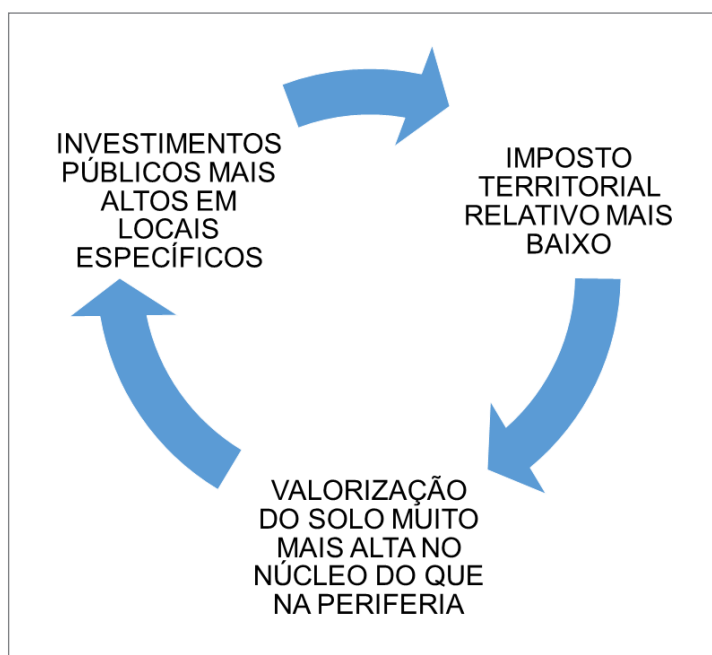 INVESTIMENTOS
PÚBLICOS MAIS
ALTOS EM
LOCAIS
ESPECÍFICOS
IMPOSTO
TERRITORIAL
RELATIVO MAIS
BAIXO
VALORIZAÇÃO
DO SOLO MUITO
MAIS ALTA NO
NÚCLEO DO QUE
NA PERIFERIA